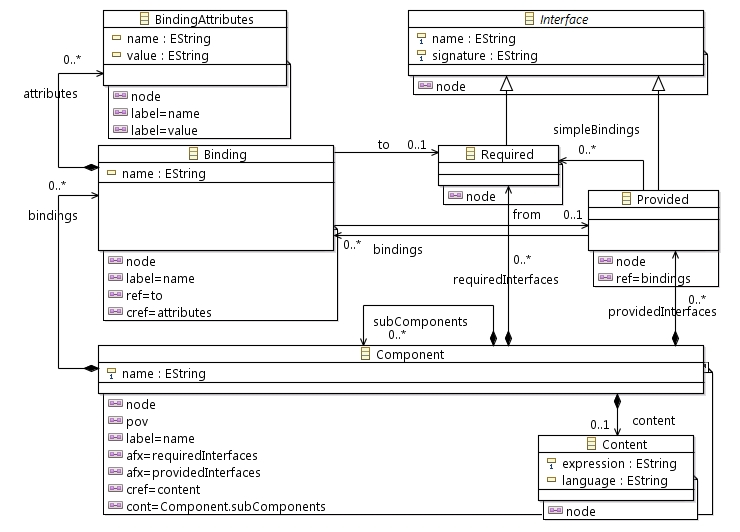 BindingAttributes
name : EString
value : EString
node
label=name
label=value
Interface
name : EString
signature : EString
node
0..*
attributes
simpleBindings
0..*
Binding
name : EString
node
label=name
ref=to
cref=attributes
to
0..1
Required
node
Provided
node
ref=bindings
0..*
bindings
from
0..1
0..*
bindings
0..*
requiredInterfaces
0..*
providedInterfaces
subComponents
0..*
Component
name : EString
node
pov
label=name
afx=requiredInterfaces
afx=providedInterfaces
cref=content
cont=Component.subComponents
0..1
content
Content
expression : EString
language : EString
node